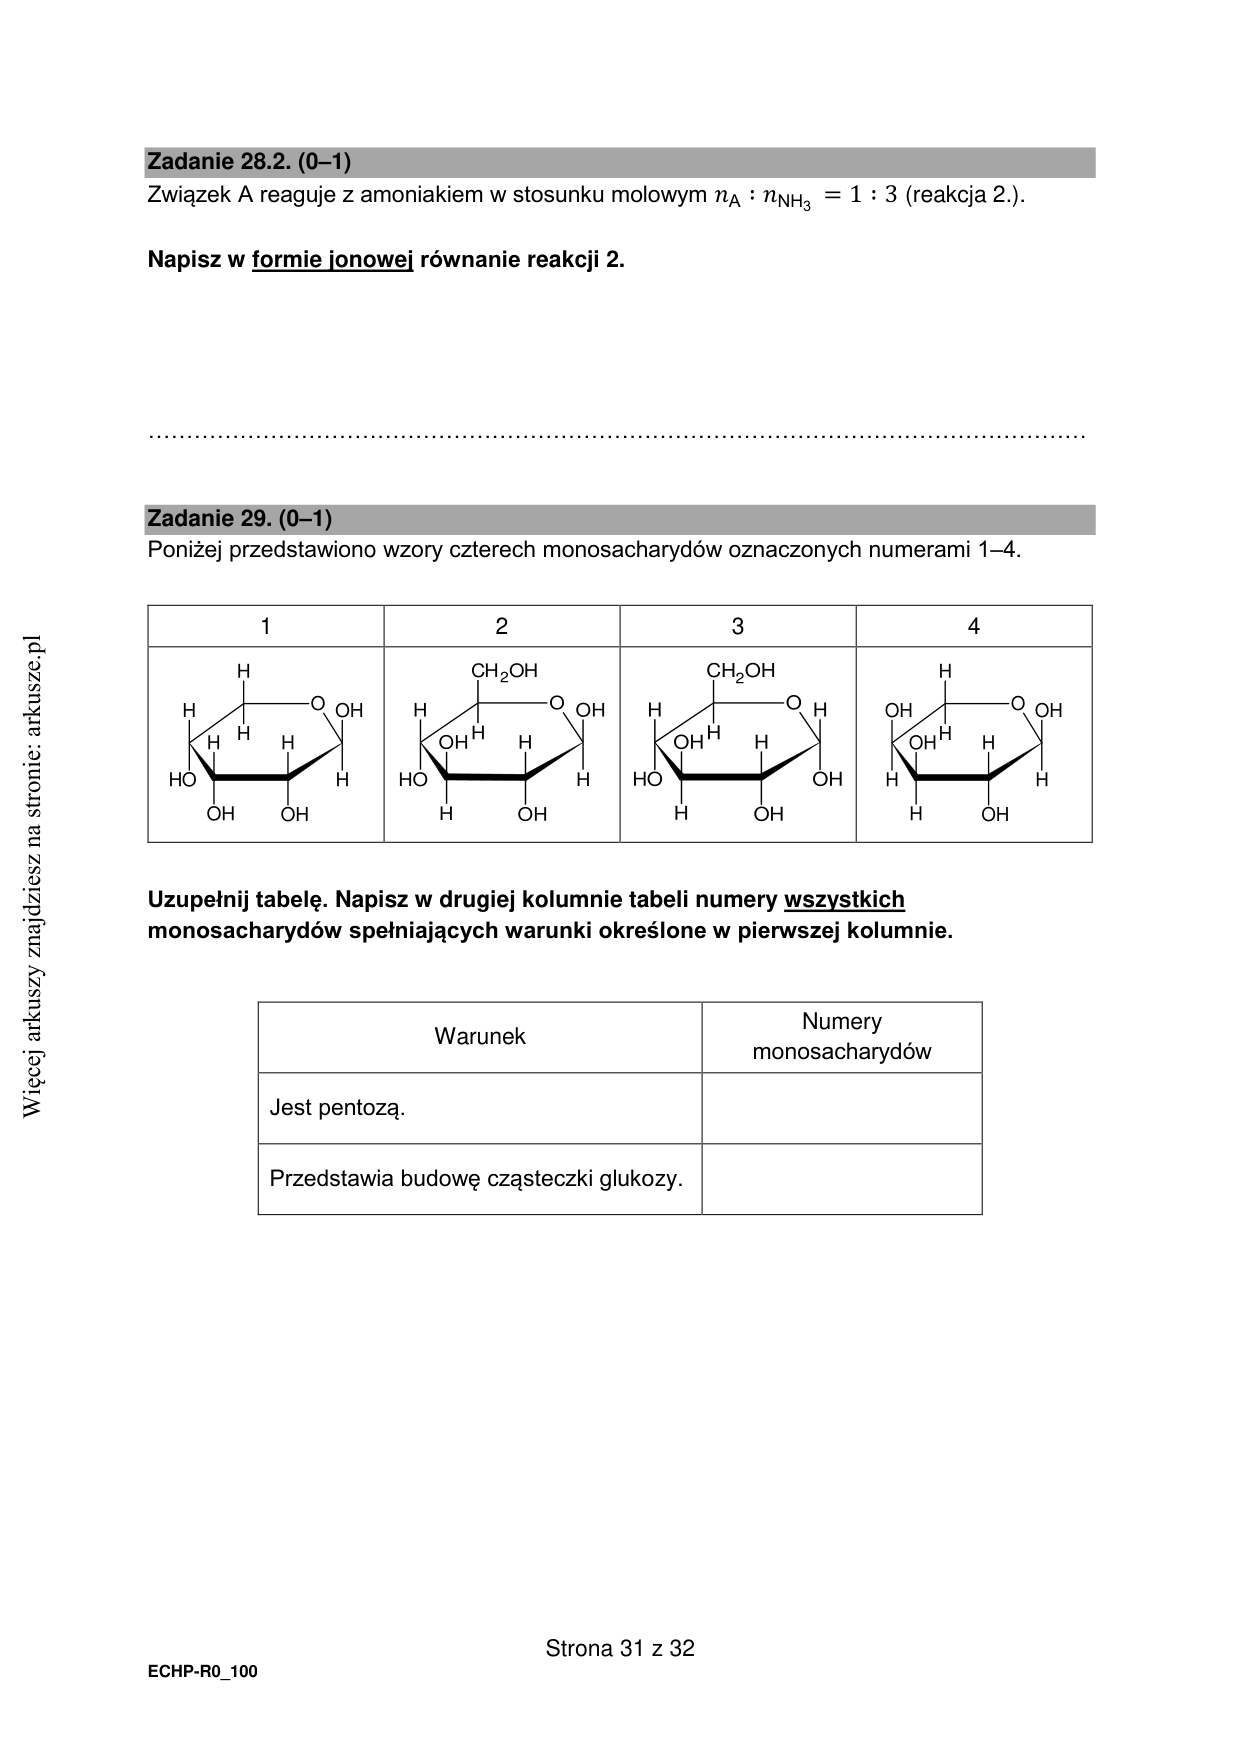 Zadanie 28.2. (0–1)
Związek A reaguje z amoniakiem w stosunku molowym n_A : n_NH₃ = 1 : 3 (reakcja 2.).
Napisz w formie jonowej równanie reakcji 2.
……………………………………………………………………………………………………………
Zadanie 29. (0–1)
Poniżej przedstawiono wzory czterech monosacharydów oznaczonych numerami 1–4.
1 2 3 4
H CH₂OH CH₂OH H
H O OH H O OH H O H OH O OH
H H H OH H H OH H H OH H H
HO H HO H HO OH H H
OH OH H OH H OH H OH
Uzupełnij tabelę. Napisz w drugiej kolumnie tabeli numery wszystkich
monosacharydów spełniających warunki określone w pierwszej kolumnie.
Warunek
Numery
monosacharydów
Jest pentozą.
Przedstawia budowę cząsteczki glukozy.
Strona 31 z 32
ECHP-R0_100
Więcej arkuszy znajdziesz na stronie: arkusze.pl